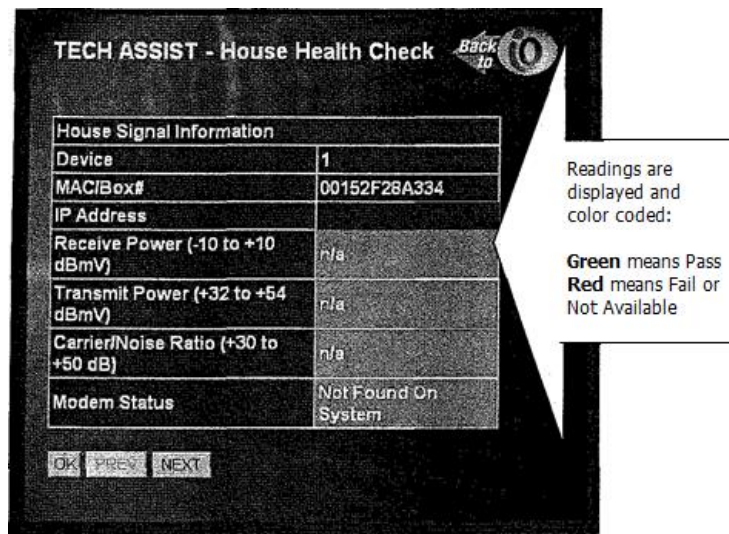 TECH ASSIST - House Health Check
Back
to
iO
House Signal Information
Device 1
MAC/Box# 00152F28A334
IP Address
Receive Power (-10 to +10
dBmV) n/a
Transmit Power (+32 to +54
dBmV) n/a
Carrier/Noise Ratio (+30 to
+50 dB) n/a
Modem Status Not Found On
System
OK PREV NEXT
Readings are
displayed and
color coded:
Green means Pass
Red means Fail or
Not Available